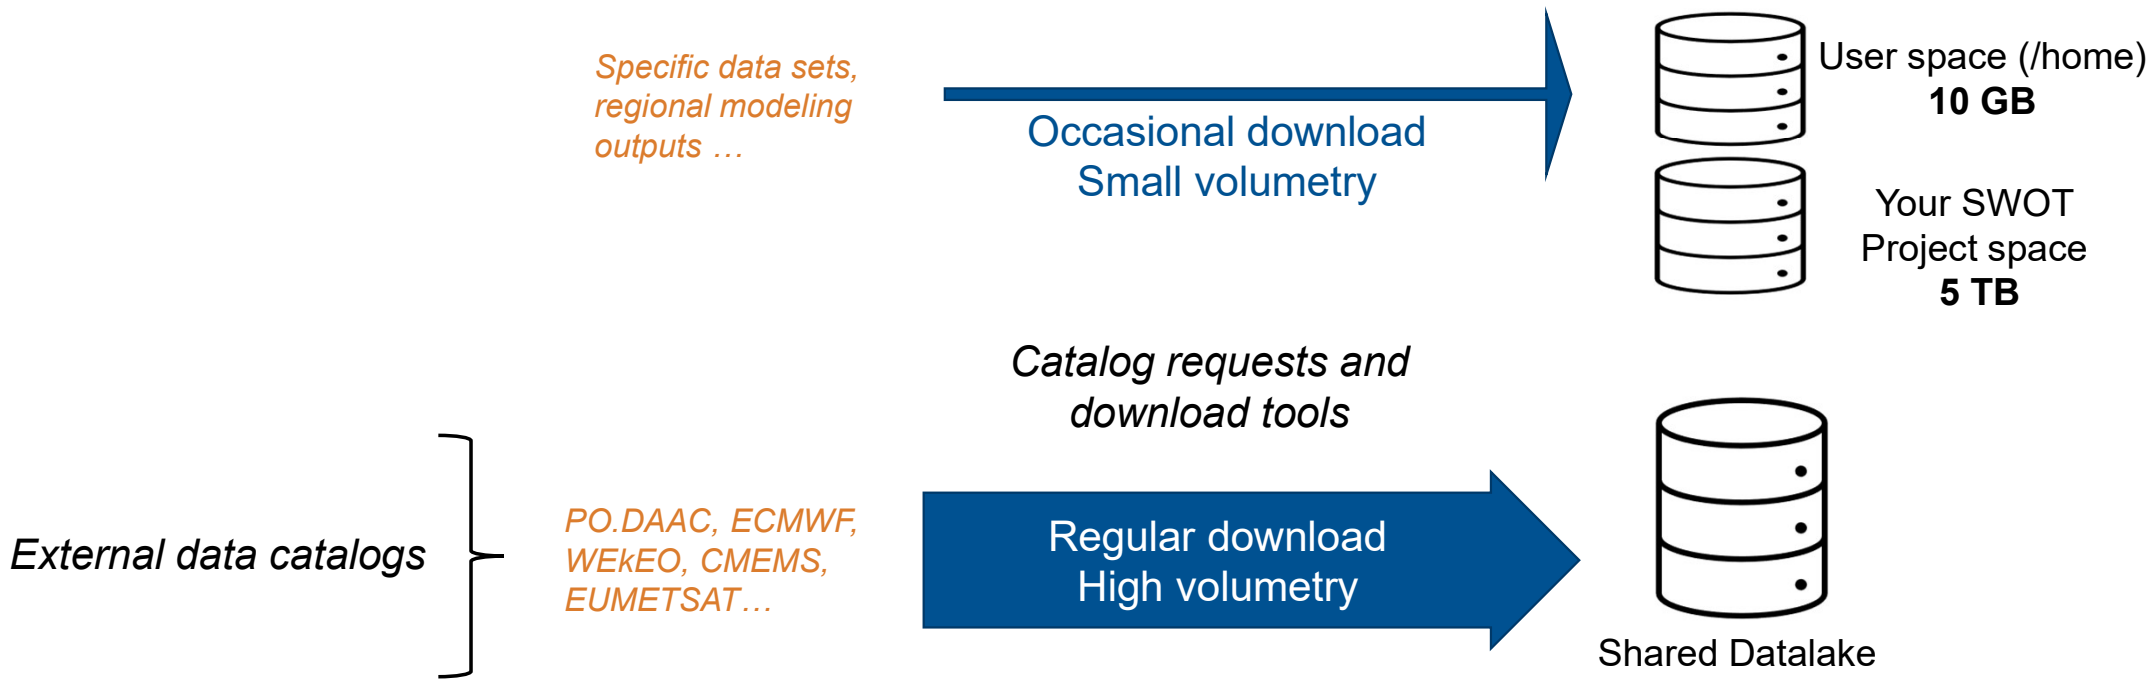 Specific data sets,
regional modeling
outputs …
Occasional download
Small volumetry
User space (/home)
10 GB
Your SWOT
Project space
5 TB
Catalog requests and
download tools
External data catalogs
PO.DAAC, ECMWF,
WEkEO, CMEMS,
EUMETSAT…
Regular download
High volumetry
Shared Datalake